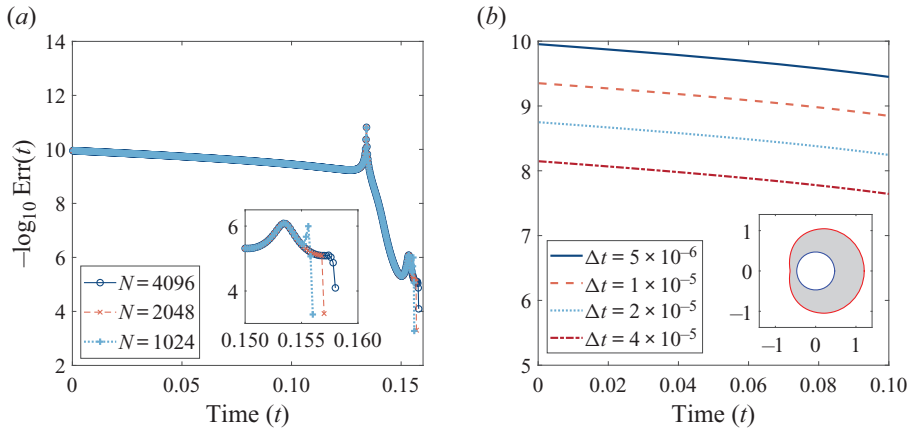 (a)
14
12
10
8
6
4
2
−log10 Err(t)
0
0.05
0.10
0.15
Time (t)
N = 4096
N = 2048
N = 1024
6
4
0.150
0.155
0.160
(b)
10
9
8
7
6
5
0
0.02
0.04
0.06
0.08
0.10
Time (t)
Δt = 5 × 10⁻⁶
Δt = 1 × 10⁻⁵
Δt = 2 × 10⁻⁵
Δt = 4 × 10⁻⁵
1
0
−1
−1
0
1